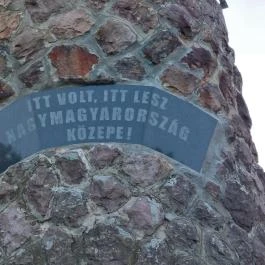 ITT VOLT, ITT LESZ
NAGYMAGYARORSZÁG
KÖZEPE!